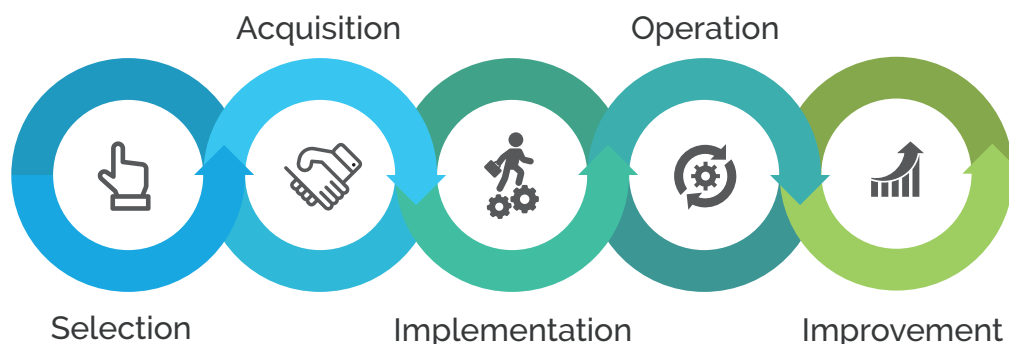 Acquisition
Operation
Selection
Implementation
Improvement